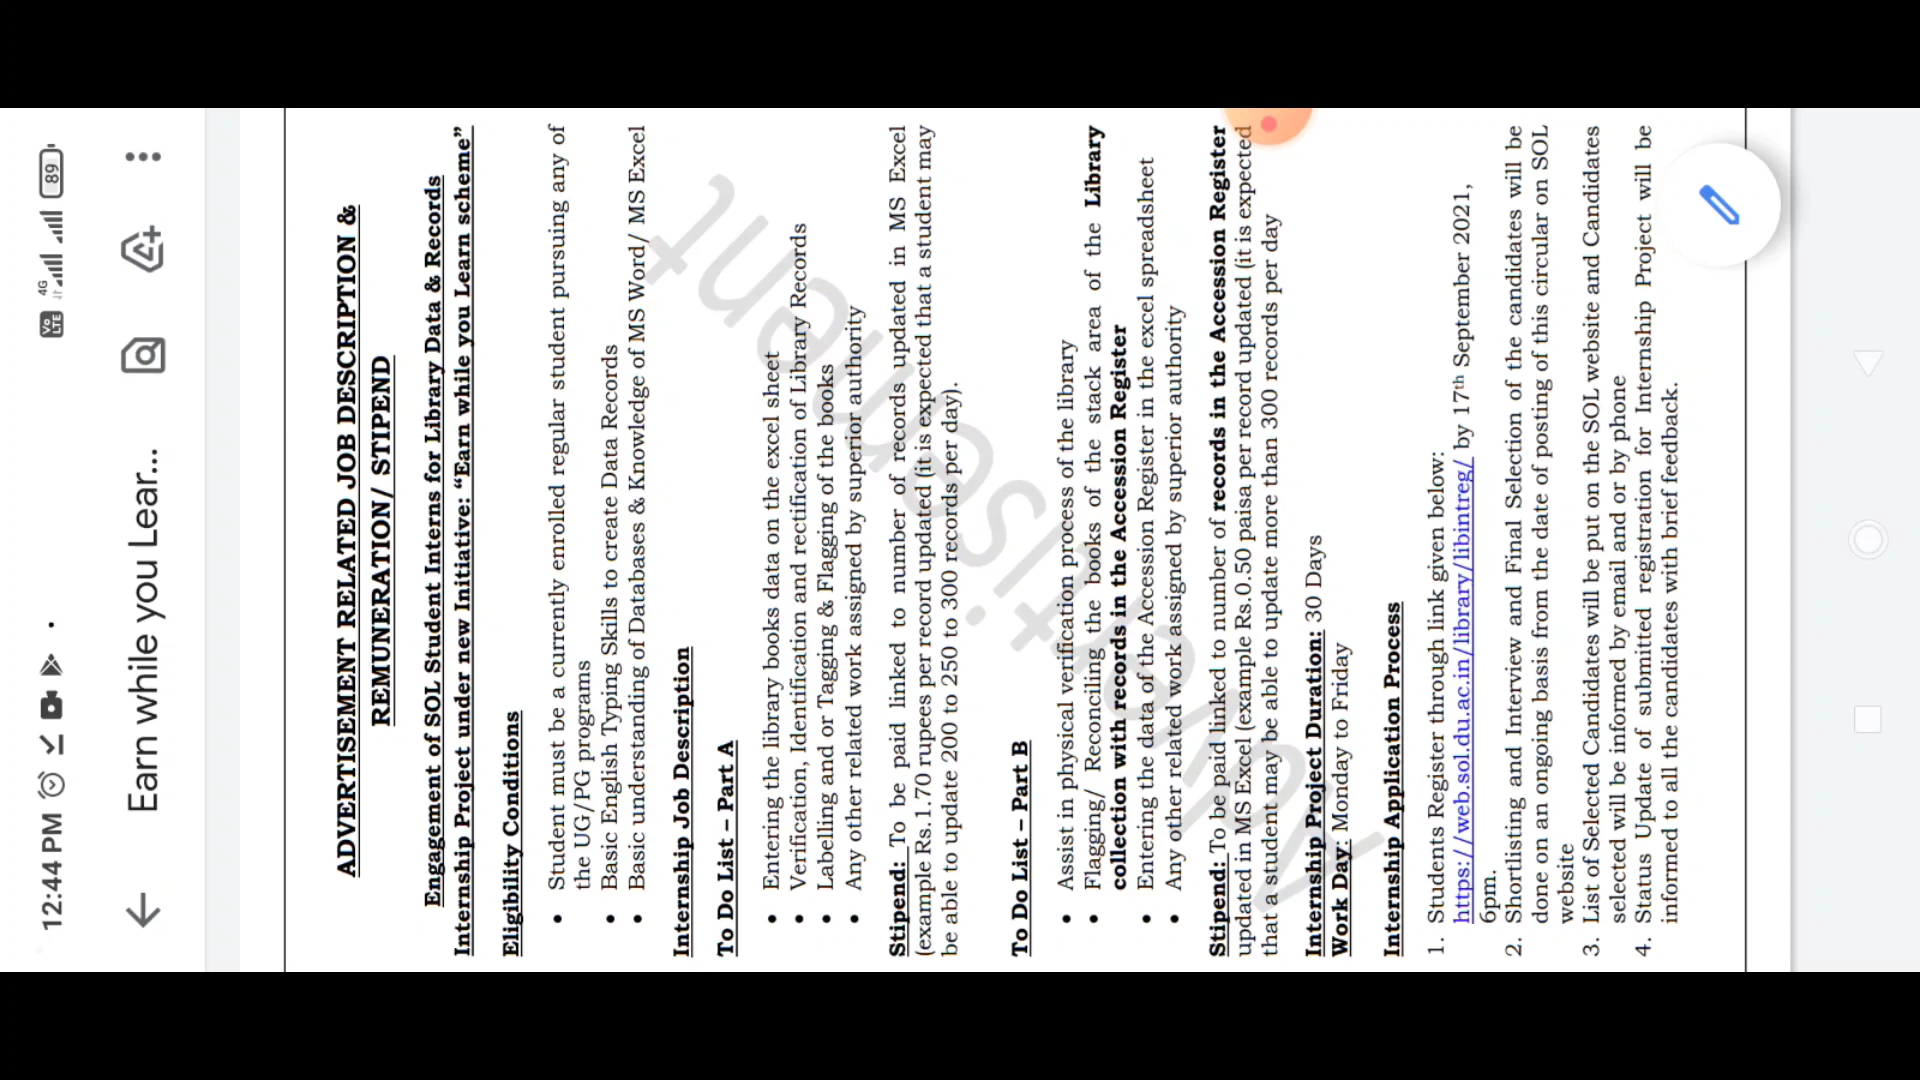 12:44 PM
4G
Vo LTE
89
Earn while you Lear...
ADVERTISEMENT RELATED JOB DESCRIPTION &
REMUNERATION/ STIPEND
Engagement of SOL Student Interns for Library Data & Records
Internship Project under new Initiative: “Earn while you Learn scheme”
Eligibility Conditions
• Student must be a currently enrolled regular student pursuing any of
the UG/PG programs
• Basic English Typing Skills to create Data Records
• Basic understanding of Databases & Knowledge of MS Word/ MS Excel
Internship Job Description
To Do List – Part A
• Entering the library books data on the excel sheet
• Verification, Identification and rectification of Library Records
• Labelling and or Tagging & Flagging of the books
• Any other related work assigned by superior authority
Stipend: To be paid linked to number of records updated in MS Excel
(example Rs.1.70 rupees per record updated (it is expected that a student may
be able to update 200 to 250 to 300 records per day).
To Do List – Part B
• Assist in physical verification process of the library
• Flagging/ Reconciling the books of the stack area of the Library
collection with records in the Accession Register
• Entering the data of the Accession Register in the excel spreadsheet
• Any other related work assigned by superior authority
Stipend: To be paid linked to number of records in the Accession Register
updated in MS Excel (example Rs.0.50 paisa per record updated (it is expected
that a student may be able to update more than 300 records per day
Internship Project Duration: 30 Days
Work Day: Monday to Friday
Internship Application Process
1. Students Register through link given below:
https://web.sol.du.ac.in/library/libintreg/ by 17th September 2021,
6pm.
2. Shortlisting and Interview and Final Selection of the candidates will be
done on an ongoing basis from the date of posting of this circular on SOL
website
3. List of Selected Candidates will be put on the SOL website and Candidates
selected will be informed by email and or by phone
4. Status Update of submitted registration for Internship Project will be
informed to all the candidates with brief feedback.
Advertisement